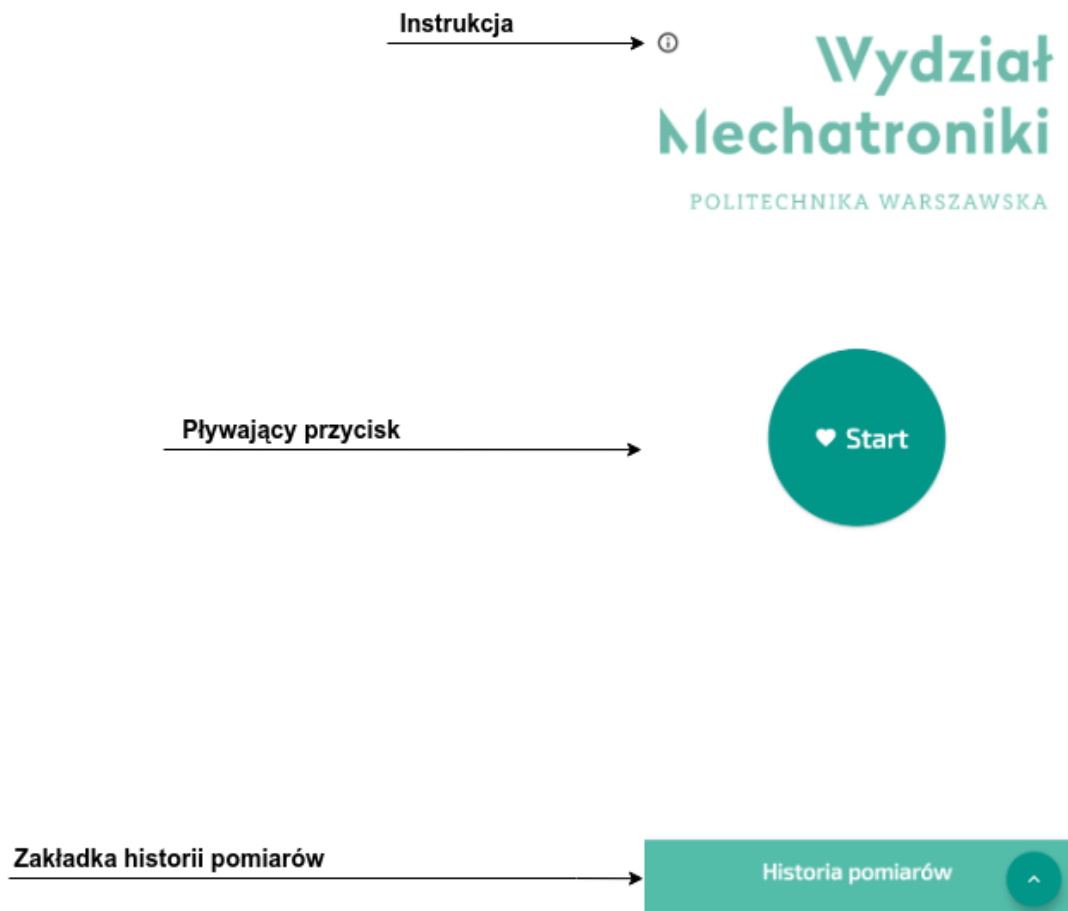 Instrukcja
Wydział
Mechatroniki
POLITECHNIKA WARSZAWSKA
Pływający przycisk
Start
Zakładka historii pomiarów
Historia pomiarów